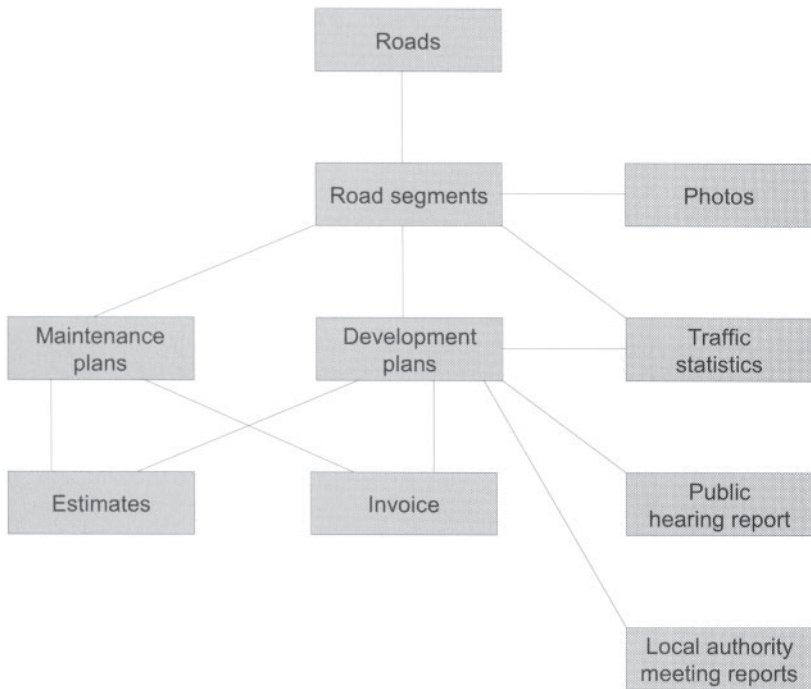 Roads
Road segments
Photos
Maintenance
plans
Development
plans
Traffic
statistics
Estimates
Invoice
Public
hearing report
Local authority
meeting reports